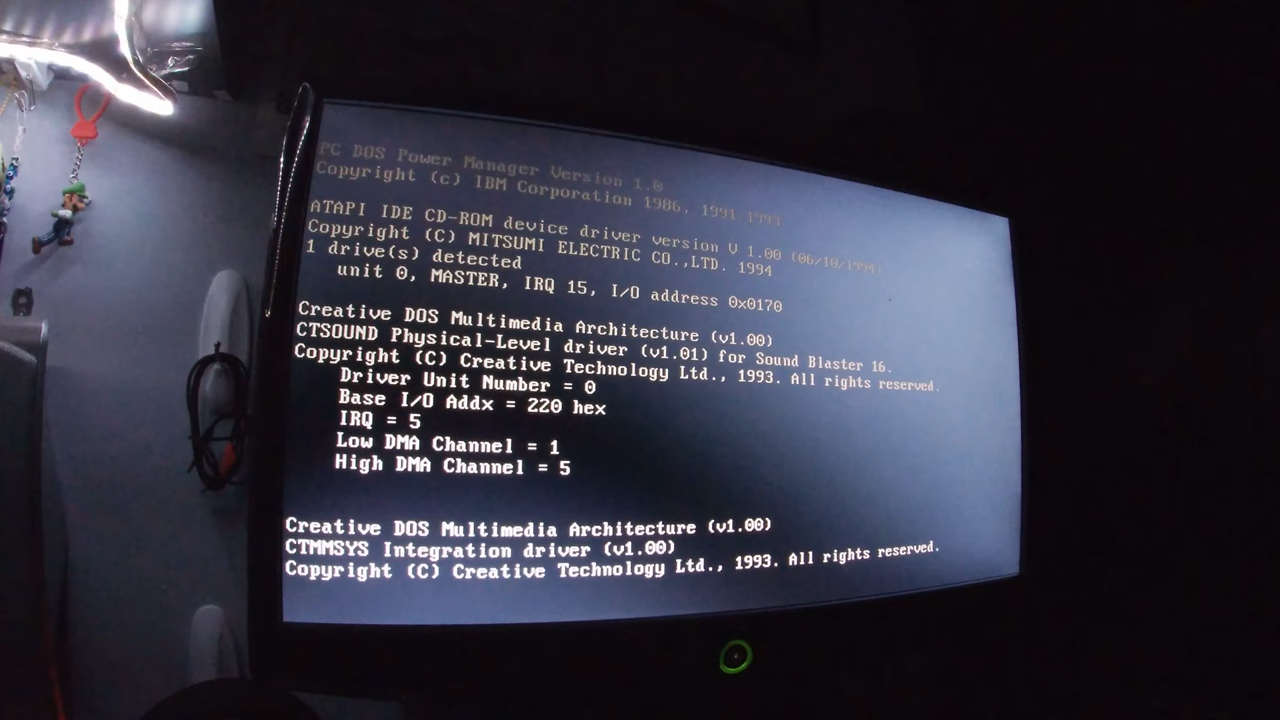 PC DOS Power Manager Version 1.0
Copyright (c) IBM Corporation 1986, 1991-1993
ATAPI IDE CD-ROM device driver version V 1.00 (06/10/1994)
Copyright (C) MITSUMI ELECTRIC CO.,LTD. 1994
1 drive(s) detected
unit 0, MASTER, IRQ 15, I/O address 0x0170
Creative DOS Multimedia Architecture (v1.00)
CTSOUND Physical-Level driver (v1.01) for Sound Blaster 16.
Copyright (C) Creative Technology Ltd., 1993. All rights reserved.
Driver Unit Number = 0
Base I/O Addx = 220 hex
IRQ = 5
Low DMA Channel = 1
High DMA Channel = 5
Creative DOS Multimedia Architecture (v1.00)
CTMMSYS Integration driver (v1.00)
Copyright (C) Creative Technology Ltd., 1993. All rights reserved.